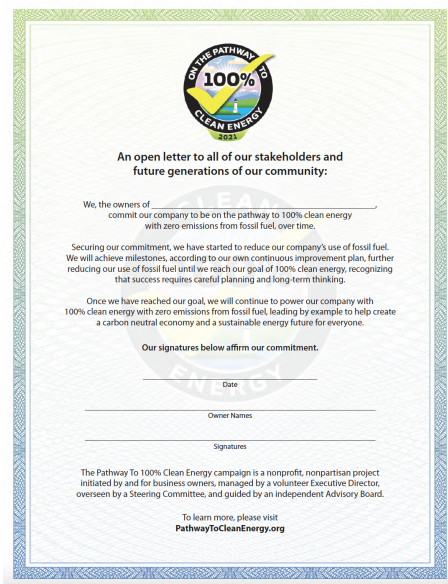 ON THE PATHWAY TO
100%
CLEAN ENERGY
2021
An open letter to all of our stakeholders and
future generations of our community:
We, the owners of ,
commit our company to be on the pathway to 100% clean energy
with zero emissions from fossil fuel, over time.
Securing our commitment, we have started to reduce our company's use of fossil fuel.
We will achieve milestones, according to our own continuous improvement plan, further
reducing our use of fossil fuel until we reach our goal of 100% clean energy, recognizing
that success requires careful planning and long-term thinking.
Once we have reached our goal, we will continue to power our company with
100% clean energy with zero emissions from fossil fuel, leading by example to help create
a carbon neutral economy and a sustainable energy future for everyone.
Our signatures below affirm our commitment.
Date
Owner Names
Signatures
The Pathway To 100% Clean Energy campaign is a nonprofit, nonpartisan project
initiated by and for business owners, managed by a volunteer Executive Director,
overseen by a Steering Committee, and guided by an independent Advisory Board.
To learn more, please visit
PathwayToCleanEnergy.org
CLEAN
ENERGY